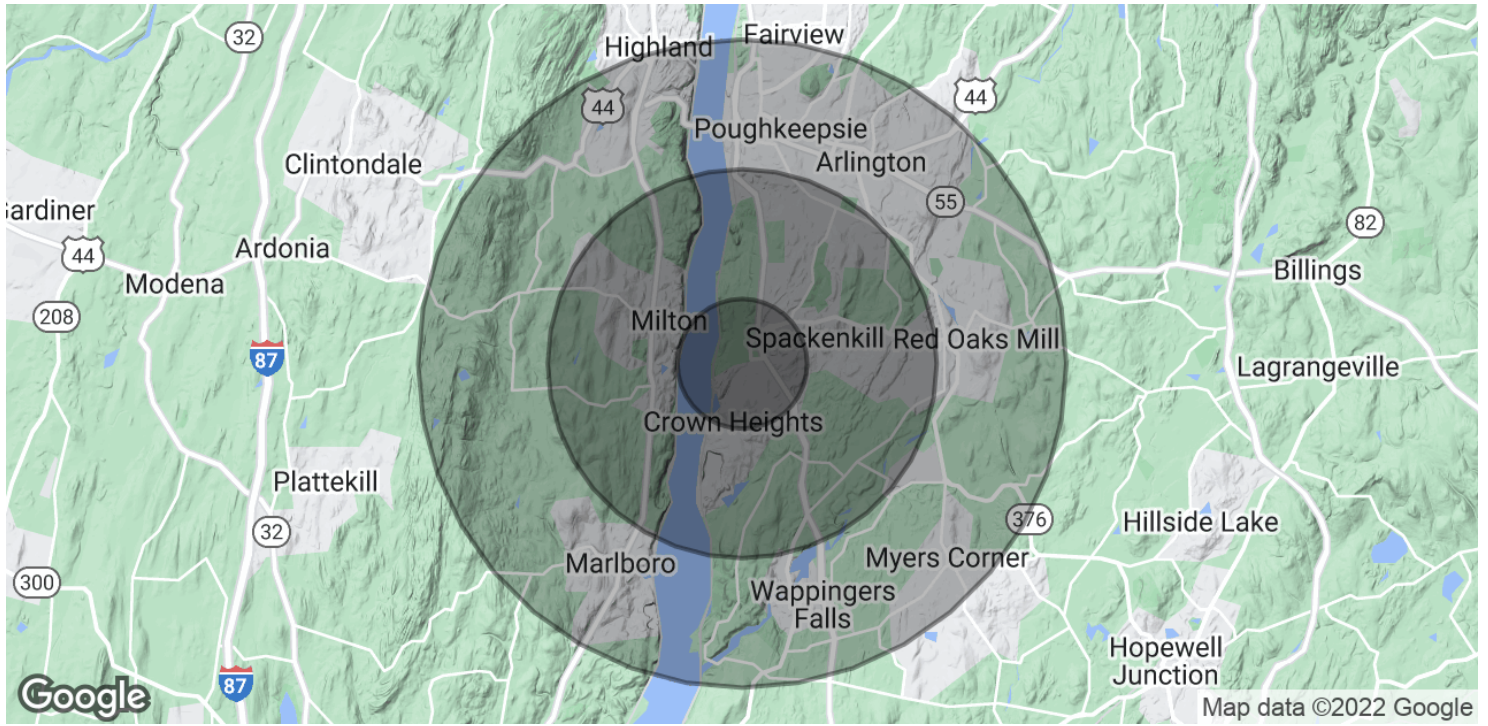 32
Highland
Fairview
44
44
Poughkeepsie
Arlington
Clintondale
55
Gardiner
82
44
Ardonia
Modena
Billings
208
Milton
Spackenkill
Red Oaks Mill
87
Lagrangeville
Crown Heights
Plattekill
376
Hillside Lake
32
Marlboro
Myers Corner
300
Wappingers
Falls
Hopewell
Junction
87
Google
Map data ©2022 Google